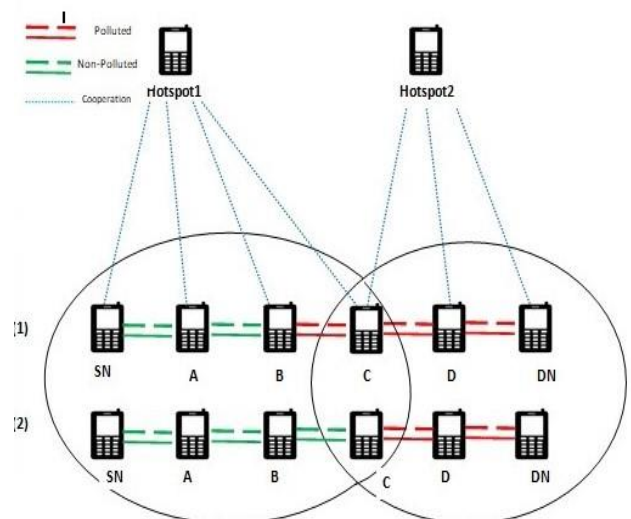 Polluted
Non-Polluted
Cooperation
Hotspot1
Hotspot2
(1)
SN A B C D DN
(2)
SN A B C D DN